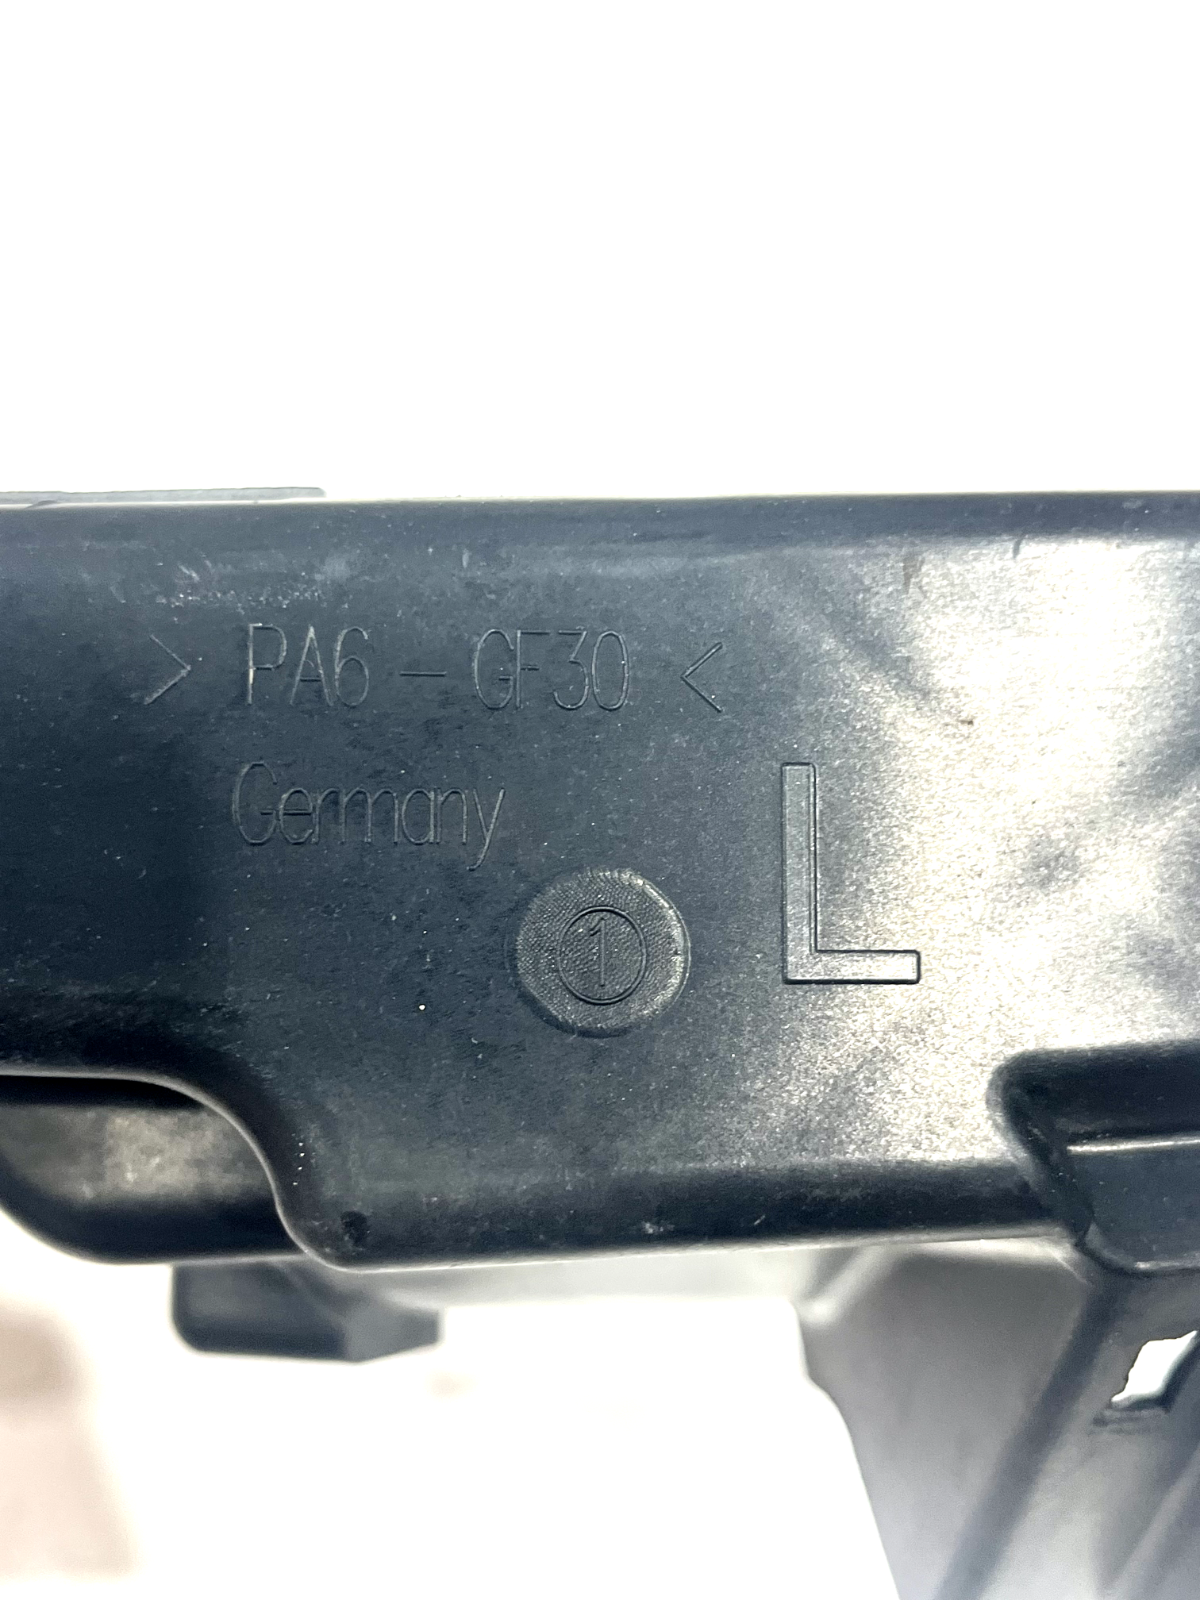 > PA6 - GF30 <
Germany
L
①